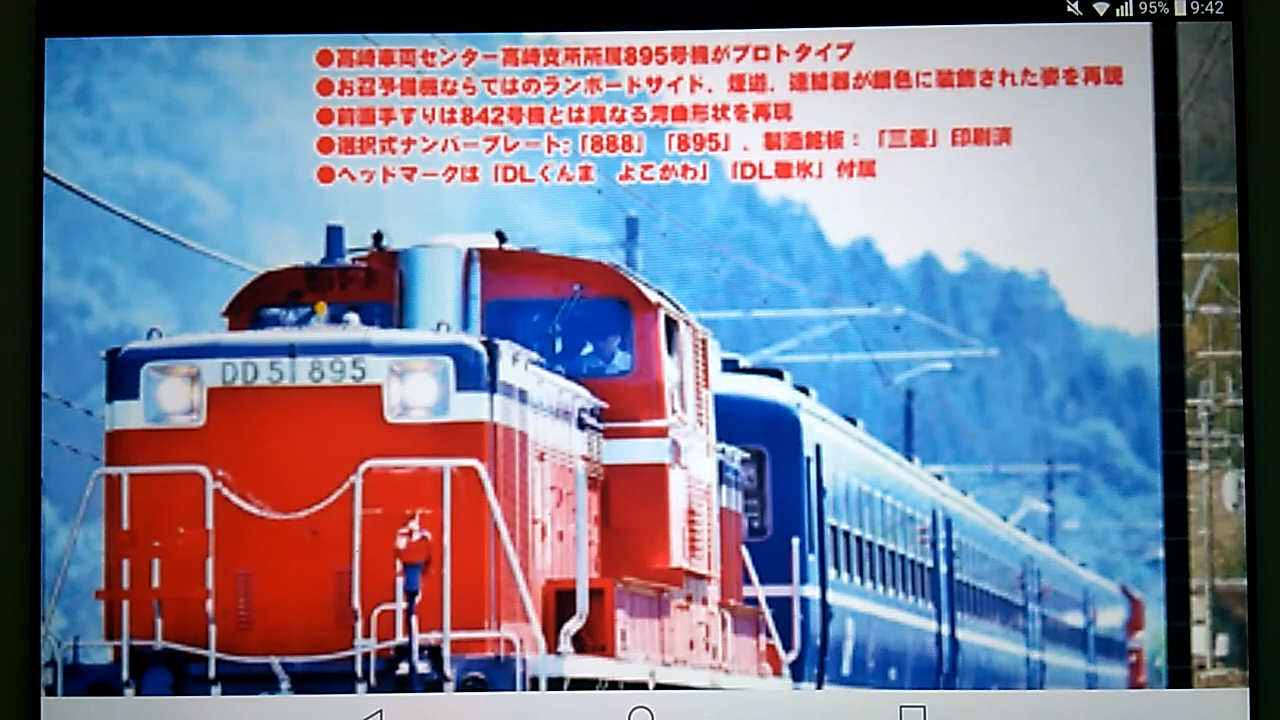 95% 9:42
●高崎車両センター高崎支所所属895号機がプロトタイプ
●お召予備機ならではのランボードサイド、煙道、連結器が銀色に装飾された姿を再現
●前面手すりは842号機とは異なる湾曲形状を再現
●選択式ナンバープレート:「888」「895」、製造銘板:「三菱」印刷済
●ヘッドマークは「DLぐんま よこかわ」「DL碓氷」付属
DD51 895